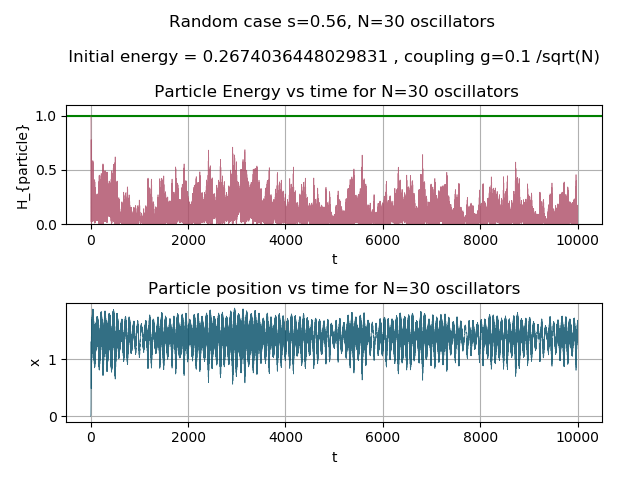 Random case s=0.56, N=30 oscillators
Initial energy = 0.2674036448029831 , coupling g=0.1 /sqrt(N)
Particle Energy vs time for N=30 oscillators
H_{particle}
1.0
0.5
0.0
0 2000 4000 6000 8000 10000
t
Particle position vs time for N=30 oscillators
x
1
0
0 2000 4000 6000 8000 10000
t